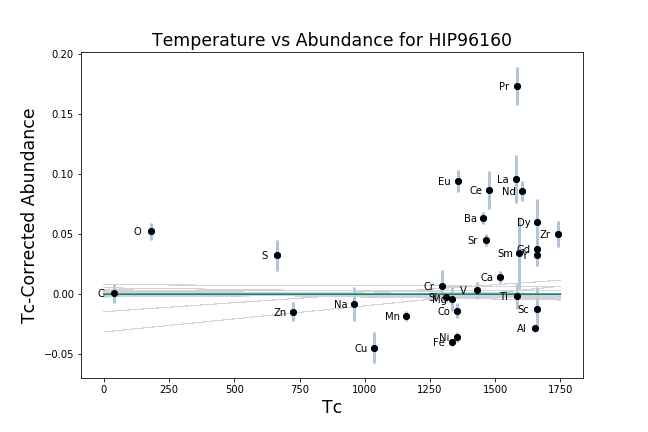 Temperature vs Abundance for HIP96160
Tc-Corrected Abundance
0.20
0.15
0.10
0.05
0.00
−0.05
Pr
Eu
La
Ce
Nd
Ba
Dy
O
Zr
Sr
S
Sm
Gd
Y
Ca
Cr
V
C
Si
Mg
Ti
Na
Zn
Co
Sc
Mn
Al
Ni
Fe
Cu
0
250
500
750
1000
1250
1500
1750
Tc